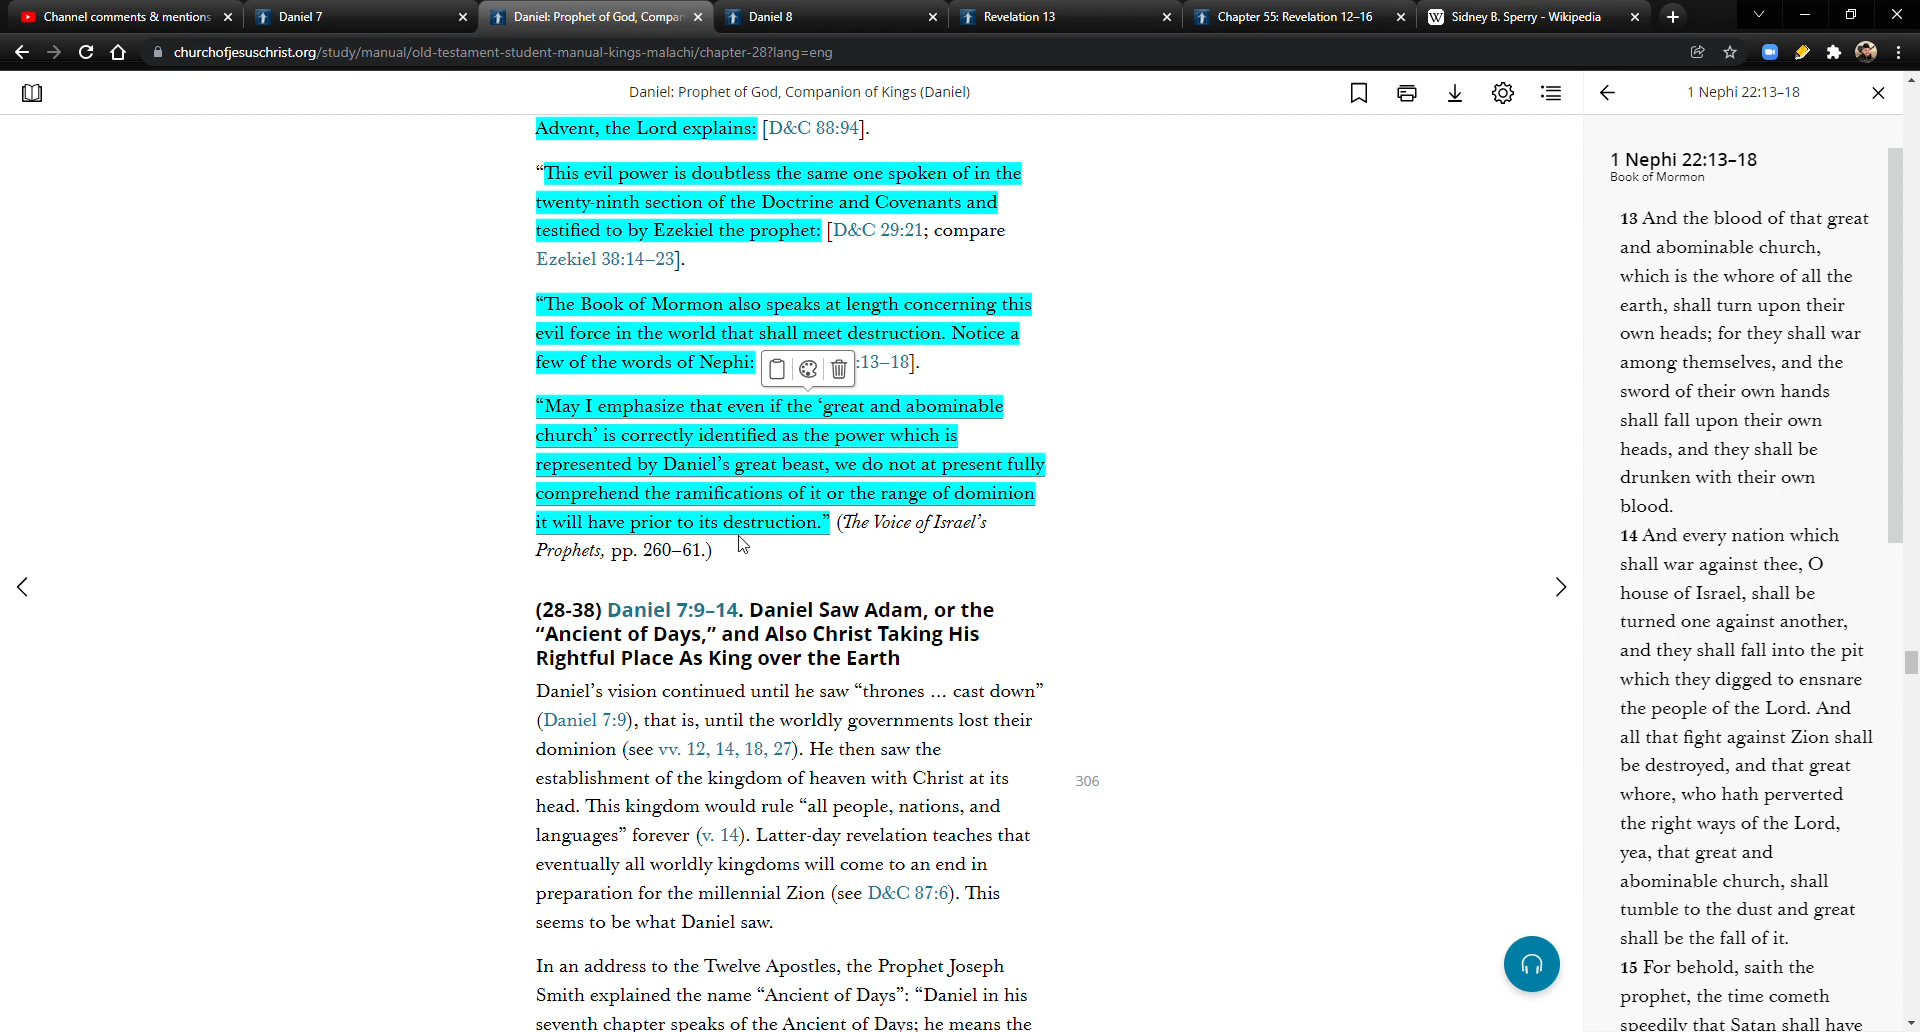 Channel comments & mentions
Daniel 7
Daniel: Prophet of God, Compan
Daniel 8
Revelation 13
Chapter 55: Revelation 12–16
W Sidney B. Sperry - Wikipedia
churchofjesuschrist.org/study/manual/old-testament-student-manual-kings-malachi/chapter-28?lang=eng
Daniel: Prophet of God, Companion of Kings (Daniel)
1 Nephi 22:13–18
Advent, the Lord explains: [D&C 88:94].
“This evil power is doubtless the same one spoken of in the
twenty-ninth section of the Doctrine and Covenants and
testified to by Ezekiel the prophet: [D&C 29:21; compare
Ezekiel 38:14–23].
“The Book of Mormon also speaks at length concerning this
evil force in the world that shall meet destruction. Notice a
few of the words of Nephi: :13–18].
“May I emphasize that even if the ‘great and abominable
church’ is correctly identified as the power which is
represented by Daniel’s great beast, we do not at present fully
comprehend the ramifications of it or the range of dominion
it will have prior to its destruction.” (The Voice of Israel’s
Prophets, pp. 260–61.)
(28-38) Daniel 7:9–14. Daniel Saw Adam, or the
“Ancient of Days,” and Also Christ Taking His
Rightful Place As King over the Earth
Daniel’s vision continued until he saw “thrones … cast down”
(Daniel 7:9), that is, until the worldly governments lost their
dominion (see vv. 12, 14, 18, 27). He then saw the
establishment of the kingdom of heaven with Christ at its
306
head. This kingdom would rule “all people, nations, and
languages” forever (v. 14). Latter-day revelation teaches that
eventually all worldly kingdoms will come to an end in
preparation for the millennial Zion (see D&C 87:6). This
seems to be what Daniel saw.
In an address to the Twelve Apostles, the Prophet Joseph
Smith explained the name “Ancient of Days”: “Daniel in his
seventh chapter speaks of the Ancient of Days; he means the
1 Nephi 22:13–18
Book of Mormon
13 And the blood of that great
and abominable church,
which is the whore of all the
earth, shall turn upon their
own heads; for they shall war
among themselves, and the
sword of their own hands
shall fall upon their own
heads, and they shall be
drunken with their own
blood.
14 And every nation which
shall war against thee, O
house of Israel, shall be
turned one against another,
and they shall fall into the pit
which they digged to ensnare
the people of the Lord. And
all that fight against Zion shall
be destroyed, and that great
whore, who hath perverted
the right ways of the Lord,
yea, that great and
abominable church, shall
tumble to the dust and great
shall be the fall of it.
15 For behold, saith the
prophet, the time cometh
speedily that Satan shall have